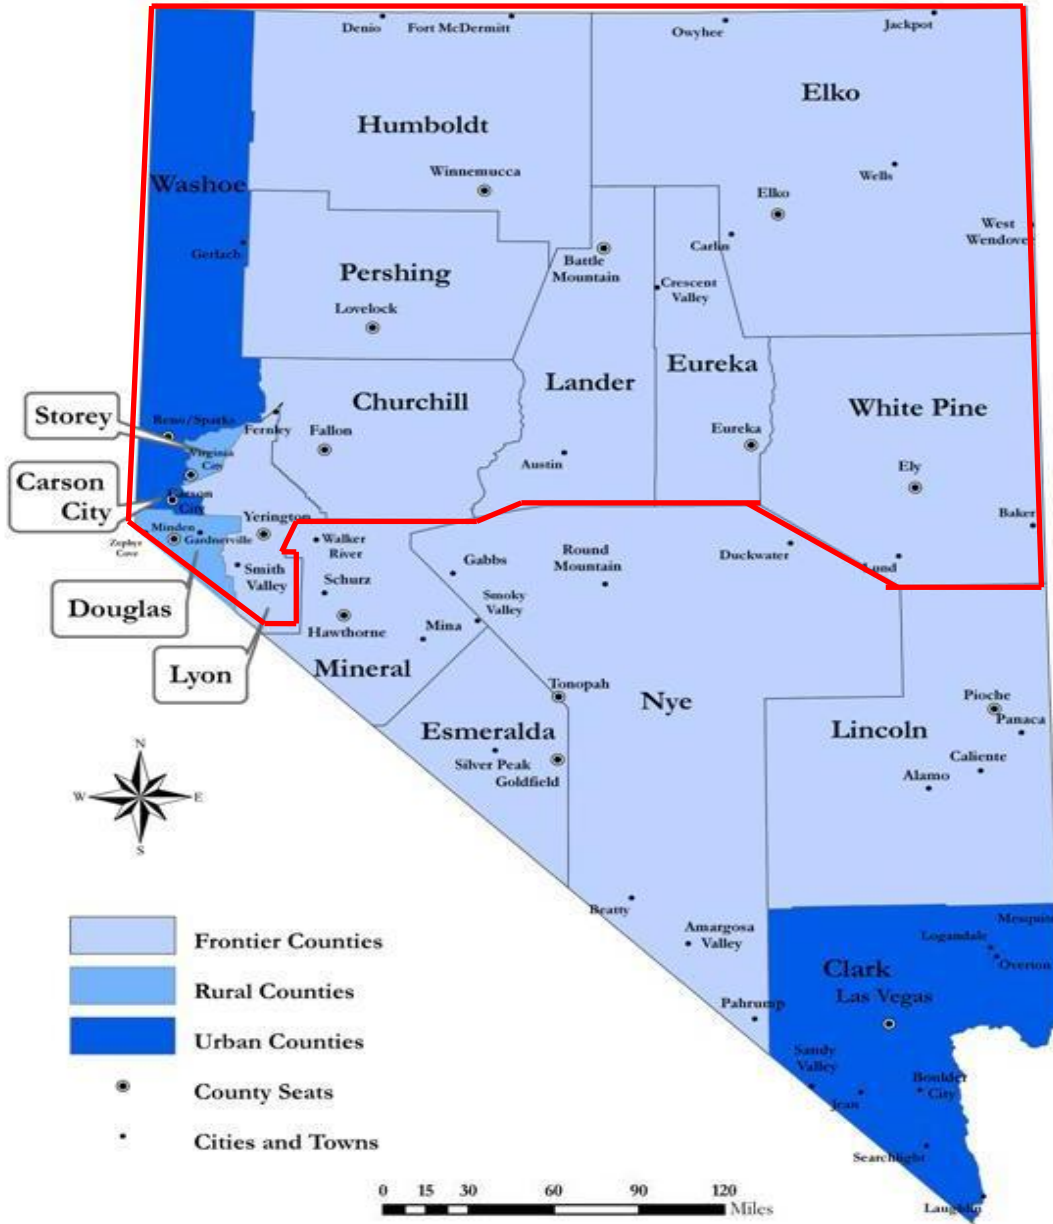 Denio
Fort McDermitt
Owyhee
Jackpot
Elko
Humboldt
Winnemucca
Wells
Washoe
Elko
West
Wendover
Gerlach
Carlin
Battle
Mountain
Pershing
Crescent
Valley
Lovelock
Eureka
Lander
Churchill
White Pine
Storey
Reno/Sparks
Fernley
Fallon
Eureka
Virginia
City
Austin
Ely
Carson
City
Carson
City
Yerington
Baker
Minden
Gardnerville
Zephyr
Cove
Walker
River
Round
Mountain
Duckwater
Gabbs
Lund
Smith
Valley
Schurz
Smoky
Valley
Douglas
Hawthorne
Mina
Lyon
Mineral
Tonopah
Nye
Pioche
Panaca
Esmeralda
Lincoln
Silver Peak
Goldfield
Caliente
Alamo
N
W
E
S
Beatty
Amargosa
Valley
Mesquite
Logandale
Overton
Clark
Las Vegas
Pahrump
Sandy
Valley
Jean
Boulder
City
Searchlight
Laughlin
Frontier Counties
Rural Counties
Urban Counties
County Seats
Cities and Towns
0 15 30 60 90 120
Miles